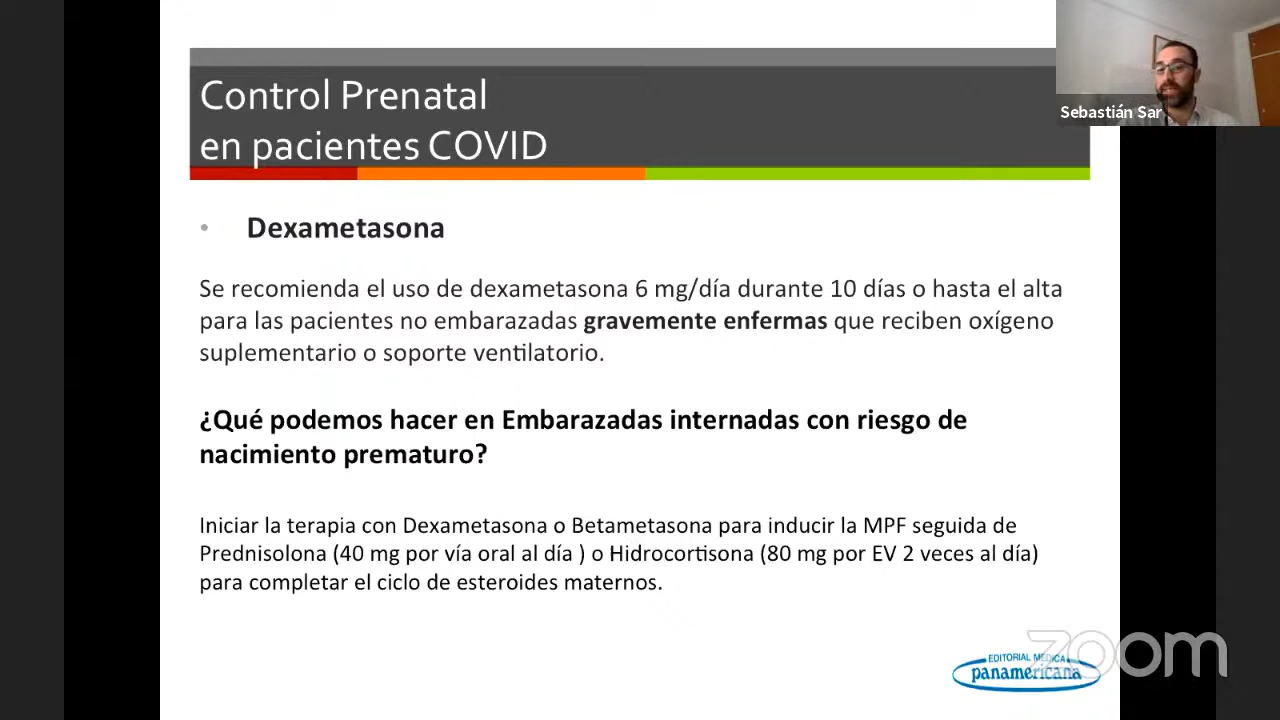 Control Prenatal
en pacientes COVID
Sebastián Sar
• Dexametasona
Se recomienda el uso de dexametasona 6 mg/día durante 10 días o hasta el alta
para las pacientes no embarazadas gravemente enfermas que reciben oxígeno
suplementario o soporte ventilatorio.
¿Qué podemos hacer en Embarazadas internadas con riesgo de
nacimiento prematuro?
Iniciar la terapia con Dexametasona o Betametasona para inducir la MPF seguida de
Prednisolona (40 mg por vía oral al día ) o Hidrocortisona (80 mg por EV 2 veces al día)
para completar el ciclo de esteroides maternos.
zoom
EDITORIAL MEDICA
panamericana